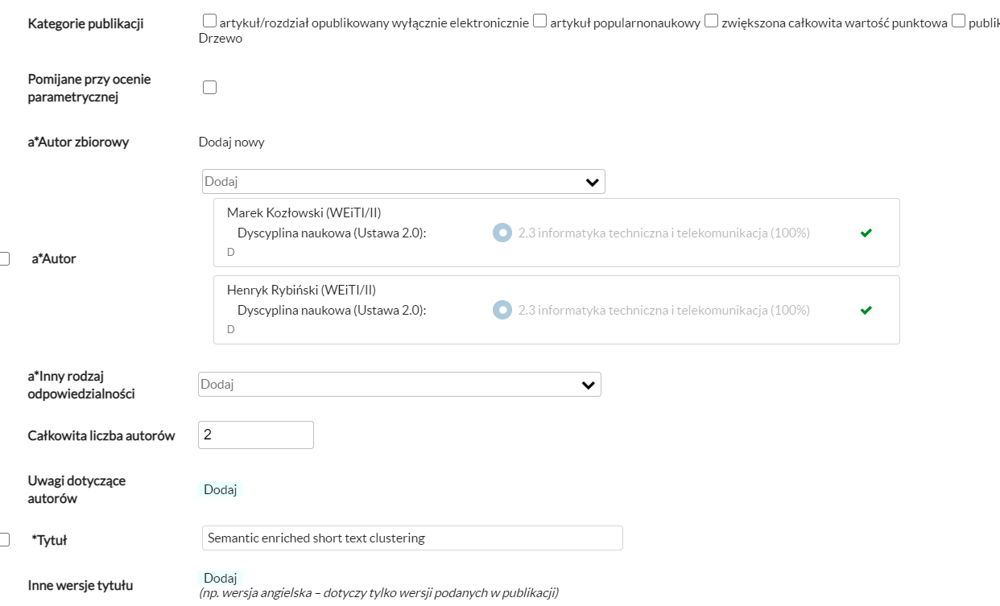 Kategorie publikacji
artykuł/rozdział opublikowany wyłącznie elektronicznie artykuł popularnonaukowy zwiększona całkowita wartość punktowa
Drzewo
Pomijane przy ocenie
parametrycznej
a*Autor zbiorowy
Dodaj nowy
Dodaj
a*Autor
Marek Kozłowski (WEiTI/II)
Dyscyplina naukowa (Ustawa 2.0): 2.3 informatyka techniczna i telekomunikacja (100%)
D
Henryk Rybiński (WEiTI/II)
Dyscyplina naukowa (Ustawa 2.0): 2.3 informatyka techniczna i telekomunikacja (100%)
D
a*Inny rodzaj
odpowiedzialności
Dodaj
Całkowita liczba autorów
2
Uwagi dotyczące
autorów
Dodaj
*Tytuł
Semantic enriched short text clustering
Inne wersje tytułu
Dodaj
(np. wersja angielska – dotyczy tylko wersji podanych w publikacji)